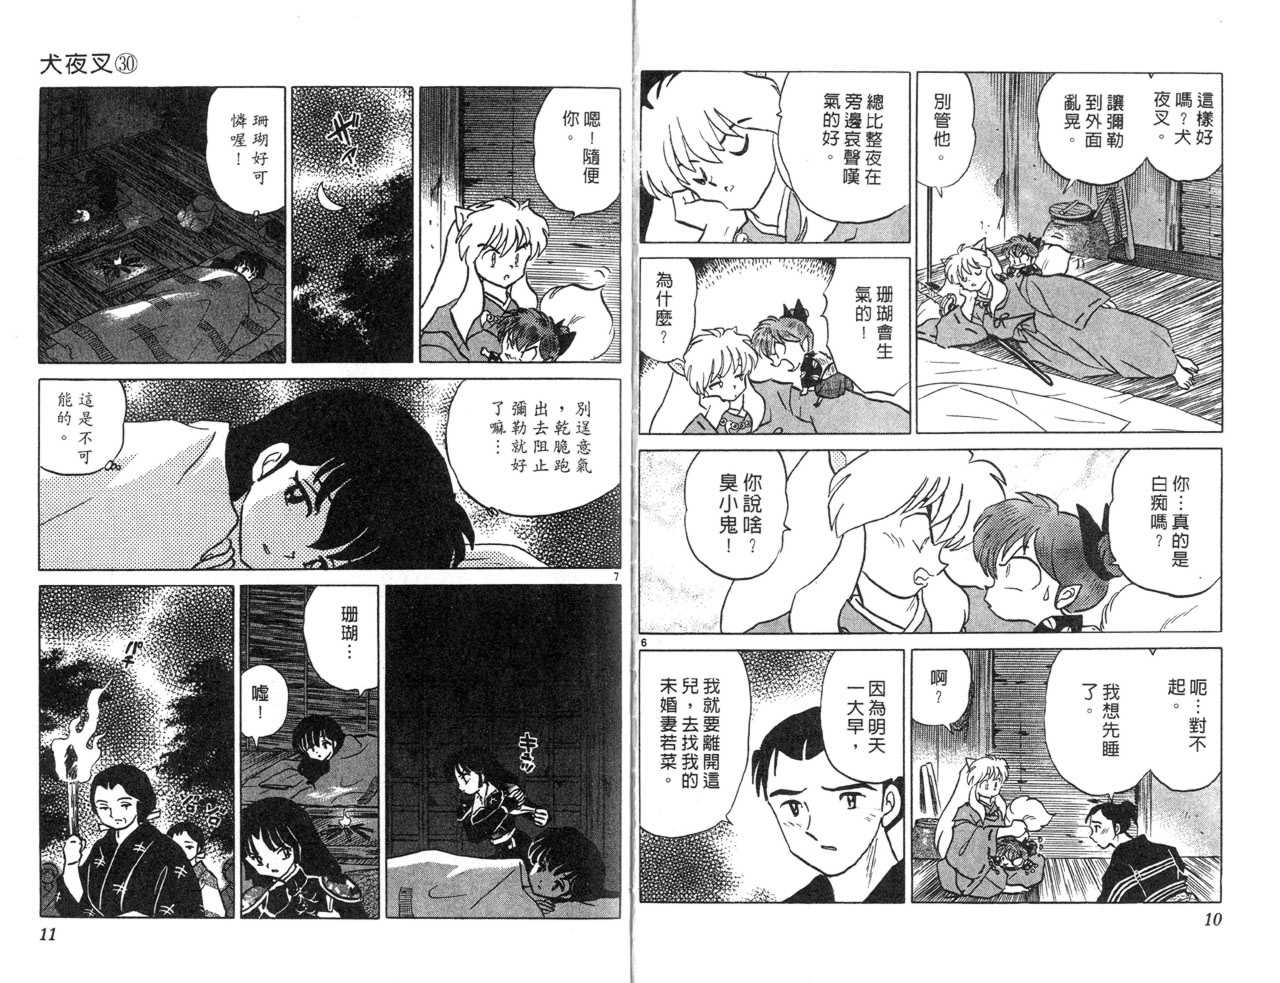 犬夜叉㉚
這樣好
嗎？犬
夜叉。
讓彌勒
到外面
亂晃。
別管他。
總比整夜在
旁邊哀聲嘆
氣的好。
珊瑚會生
氣的！
為什麼？
你…真的是
白痴嗎？
你說啥？
臭小鬼！
6
呃…對不
起。
我想先睡
了。
啊？
因為明天
一大早，
我就要離開這
兒，去找我的
未婚妻若菜。
10
嗯！隨便
你。
ザッ
珊瑚好可
憐喔！
別逞意氣
，乾脆跑
出去阻止
彌勒就好
了嘛…
這是不可
能的。
7
キッ
珊瑚…
噓！
パチ
11